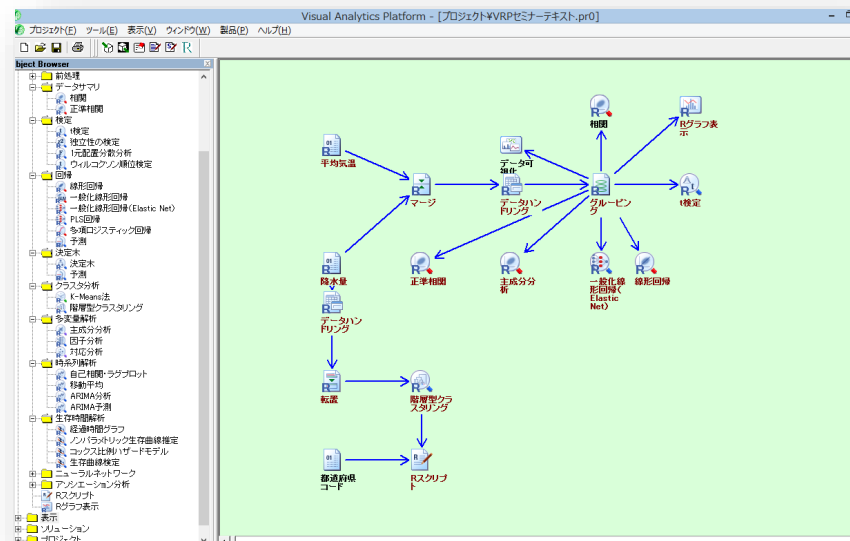 Visual Analytics Platform - [プロジェクト¥VRPセミナーテキスト.pr0]
プロジェクト(F) ツール(E) 表示(V) ウィンドウ(W) 製品(P) ヘルプ(H)
bject Browser
前処理
データサマリ
相関
正準相関
検定
t検定
独立性の検定
1元配置分散分析
ウィルコクソン順位検定
回帰
線形回帰
一般化線形回帰
一般化線形回帰(Elastic Net)
PLS回帰
多項ロジスティック回帰
予測
決定木
決定木
予測
クラスタ分析
K-Means法
階層型クラスタリング
多変量解析
主成分分析
因子分析
対応分析
時系列解析
自己相関・ラグプロット
移動平均
ARIMA分析
ARIMA予測
生存時間解析
経過時間グラフ
ノンパラメトリック生存曲線推定
コックス比例ハザードモデル
生存曲線検定
ニューラルネットワーク
アソシエーション分析
Rスクリプト
Rグラフ表示
表示
ソリューション
プロジェクト
相関
Rグラフ表
示
平均気温
データ可
視化
マージ
データハン
ドリング
グルーピン
グ
t検定
降水量
正準相関
主成分分
析
一般化線
形回帰(
Elastic
Net)
線形回帰
データハン
ドリング
転置
階層型クラ
スタリング
都道府県
コード
Rスクリプ
ト